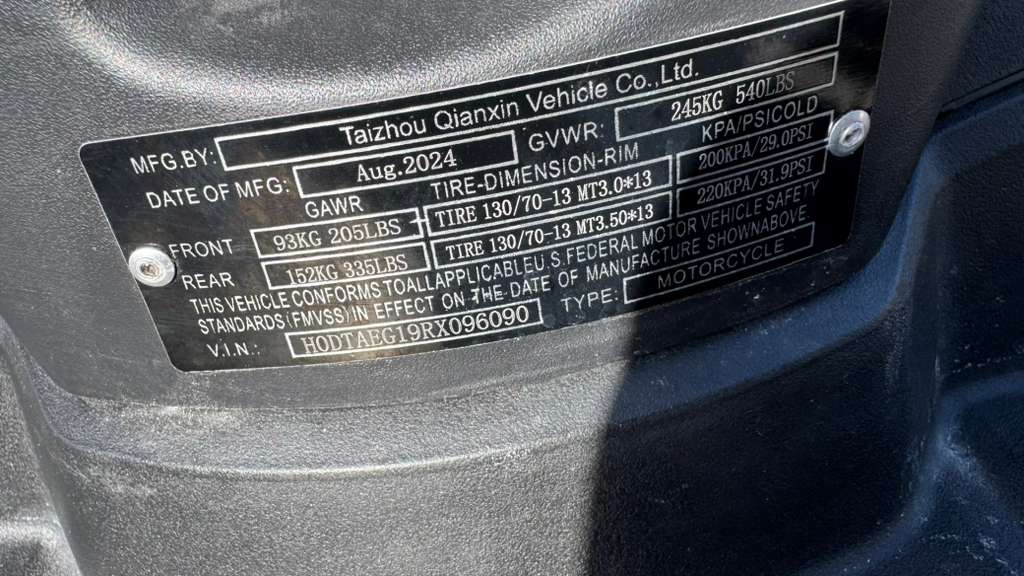 MFG.BY: Taizhou Qianxin Vehicle Co.,Ltd.
DATE OF MFG: Aug.2024 GVWR: 245KG 540LBS
GAWR TIRE-DIMENSION-RIM KPA/PSICOLD
FRONT 93KG 205LBS TIRE 130/70-13 MT3.0*13 200KPA/29.0PSI
REAR 152KG 335LBS TIRE 130/70-13 MT3.50*13 220KPA/31.9PSI
THIS VEHICLE CONFORMS TOALLAPPLICABLEU.S.FEDERAL MOTOR VEHICLE SAFETY
STANDARDS (FMVSS) IN EFFECT ON THE DATE OF MANUFACTURE SHOWNABOVE
V.I.N.: H0DTAEG19RX096090 TYPE: MOTORCYCLE